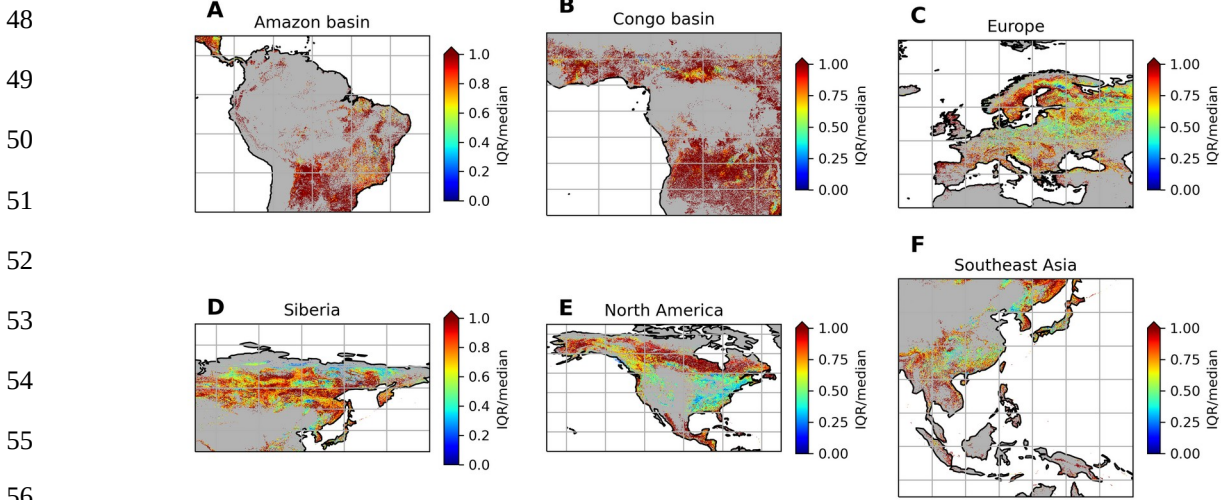 48
49
50
51
52
53
54
55
56
A
Amazon basin
1.0
0.8
0.6
0.4
0.2
0.0
IQR/median
B
Congo basin
1.00
0.75
0.50
0.25
0.00
IQR/median
C
Europe
1.00
0.75
0.50
0.25
0.00
IQR/median
D
Siberia
1.0
0.8
0.6
0.4
0.2
0.0
IQR/median
E
North America
1.00
0.75
0.50
0.25
0.00
IQR/median
F
Southeast Asia
1.00
0.75
0.50
0.25
0.00
IQR/median